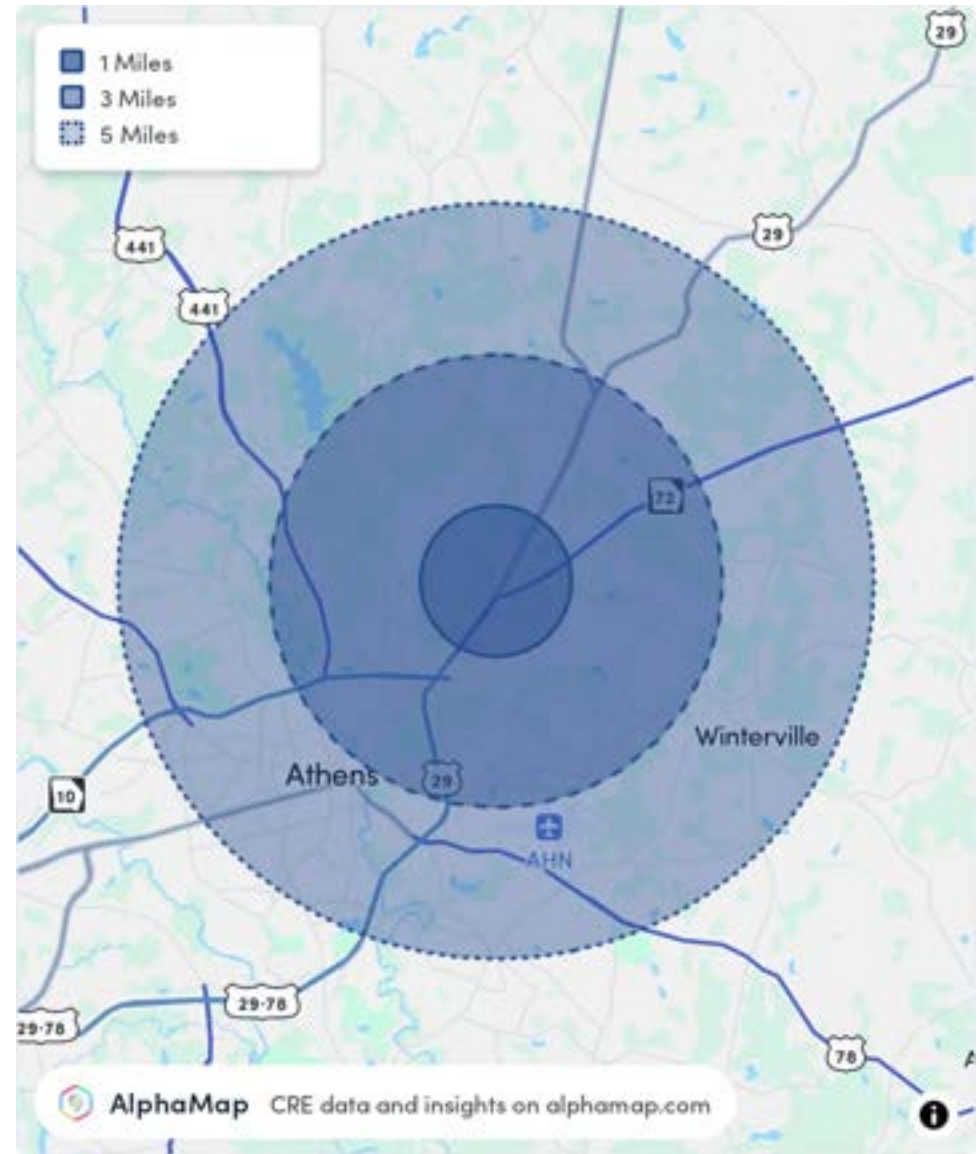 1 Miles
3 Miles
5 Miles
29
441
29
441
72
Winterville
Athens
29
10
AHN
29-78
29-78
78
A
AlphaMap CRE data and insights on alphamap.com
i